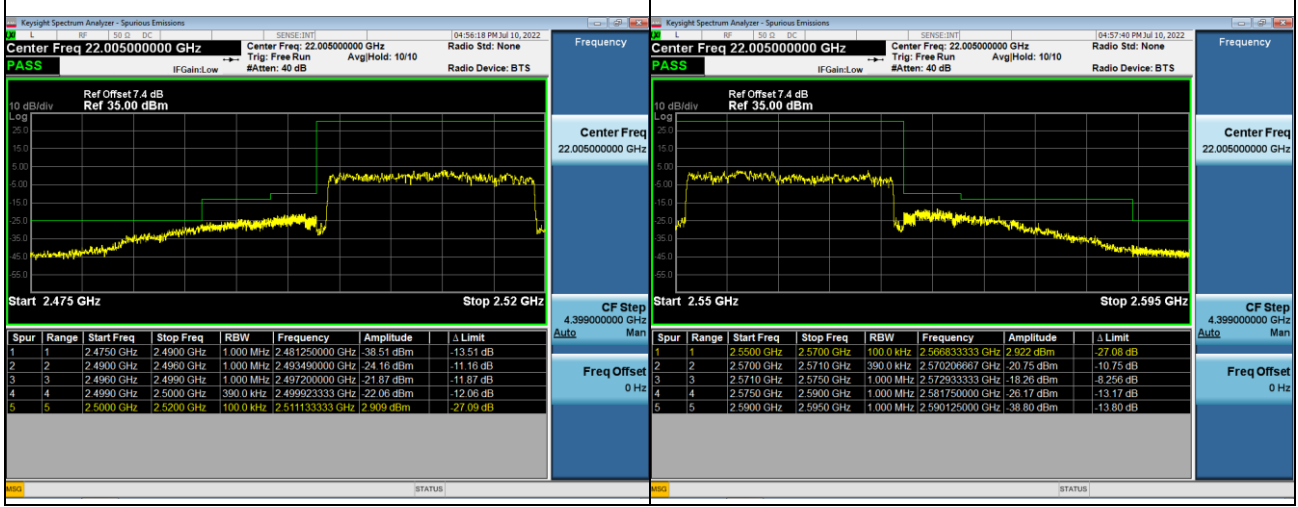 Keysight Spectrum Analyzer - Spurious Emissions
L RF 50 Ω DC SENSE:INT 04:56:18 PM Jul 10, 2022
Center Freq 22.005000000 GHz Center Freq: 22.005000000 GHz Radio Std: None
Trig: Free Run Avg|Hold: 10/10
PASS IFGain:Low #Atten: 40 dB Radio Device: BTS
Ref Offset 7.4 dB
10 dB/div Ref 35.00 dBm
Log
25.0
15.0
5.00
-5.00
-15.0
-25.0
-35.0
-45.0
-55.0
Start 2.475 GHz Stop 2.52 GHz
Spur Range Start Freq Stop Freq RBW Frequency Amplitude Δ Limit
1 1 2.4750 GHz 2.4900 GHz 1.000 MHz 2.481250000 GHz -38.51 dBm -13.51 dB
2 2 2.4900 GHz 2.4960 GHz 1.000 MHz 2.493490000 GHz -24.16 dBm -11.16 dB
3 3 2.4960 GHz 2.4990 GHz 1.000 MHz 2.497200000 GHz -21.87 dBm -11.87 dB
4 4 2.4990 GHz 2.5000 GHz 390.0 kHz 2.499923333 GHz -22.06 dBm -12.06 dB
5 5 2.5000 GHz 2.5200 GHz 100.0 kHz 2.511133333 GHz 2.909 dBm -27.09 dB
MSG STATUS
Frequency
Center Freq
22.005000000 GHz
CF Step
4.399000000 GHz
Auto Man
Freq Offset
0 Hz
Keysight Spectrum Analyzer - Spurious Emissions
L RF 50 Ω DC SENSE:INT 04:57:40 PM Jul 10, 2022
Center Freq 22.005000000 GHz Center Freq: 22.005000000 GHz Radio Std: None
Trig: Free Run Avg|Hold: 10/10
PASS IFGain:Low #Atten: 40 dB Radio Device: BTS
Ref Offset 7.4 dB
10 dB/div Ref 35.00 dBm
Log
25.0
15.0
5.00
-5.00
-15.0
-25.0
-35.0
-45.0
-55.0
Start 2.55 GHz Stop 2.595 GHz
Spur Range Start Freq Stop Freq RBW Frequency Amplitude Δ Limit
1 1 2.5500 GHz 2.5700 GHz 100.0 kHz 2.566833333 GHz 2.922 dBm -27.08 dB
2 2 2.5700 GHz 2.5710 GHz 390.0 kHz 2.570206667 GHz -20.75 dBm -10.75 dB
3 3 2.5710 GHz 2.5750 GHz 1.000 MHz 2.572933333 GHz -18.26 dBm -8.256 dB
4 4 2.5750 GHz 2.5900 GHz 1.000 MHz 2.581750000 GHz -26.17 dBm -13.17 dB
5 5 2.5900 GHz 2.5950 GHz 1.000 MHz 2.590125000 GHz -38.80 dBm -13.80 dB
MSG STATUS
Frequency
Center Freq
22.005000000 GHz
CF Step
4.399000000 GHz
Auto Man
Freq Offset
0 Hz